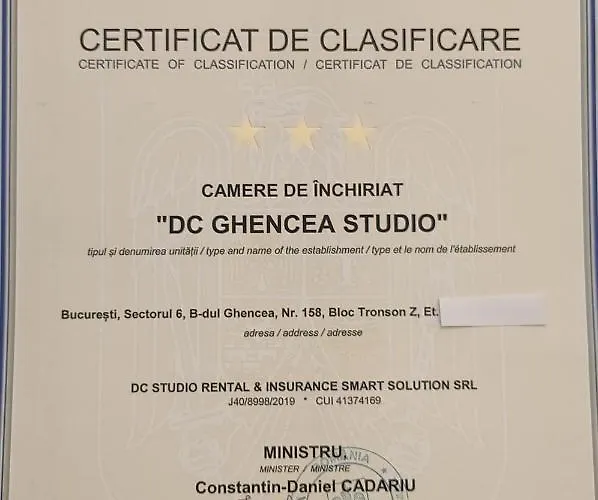 CERTIFICAT DE CLASIFICARE
CERTIFICATE OF CLASSIFICATION / CERTIFICAT DE CLASSIFICATION
CAMERE DE ÎNCHIRIAT
"DC GHENCEA STUDIO"
tipul și denumirea unității / type and name of the establishment / type et le nom de l'établissement
București, Sectorul 6, B-dul Ghencea, Nr. 158, Bloc Tronson Z, Et.
adresa / address / adresse
DC STUDIO RENTAL & INSURANCE SMART SOLUTION SRL
J40/8998/2019 * CUI 41374169
MINISTRU,
MINISTER / MINISTRE
Constantin-Daniel CADARIU